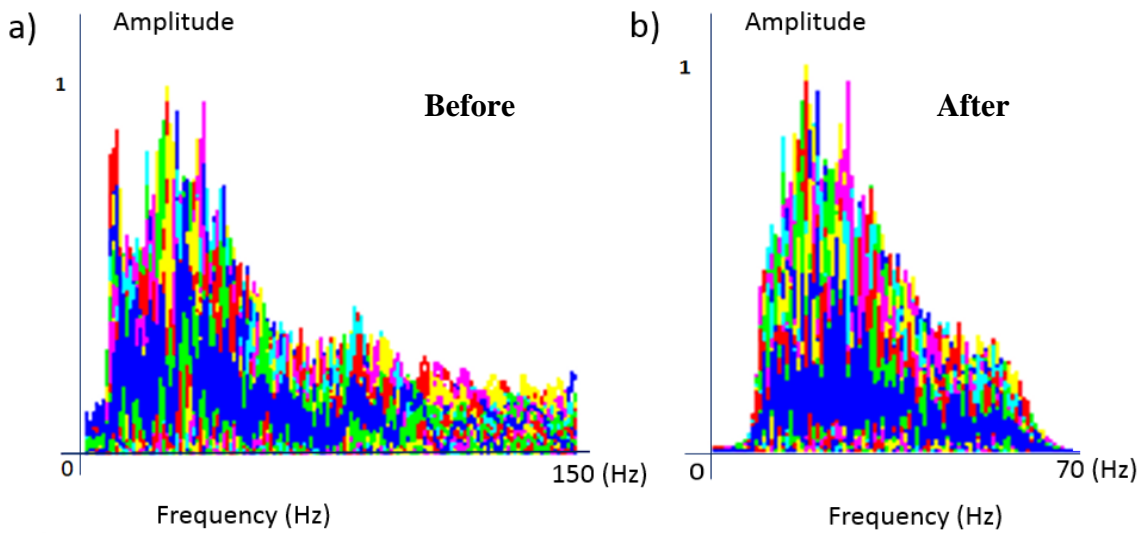 a)
Amplitude
1
Before
0
150 (Hz)
Frequency (Hz)
b)
Amplitude
1
After
0
70 (Hz)
Frequency (Hz)